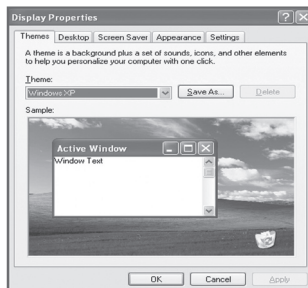 Display Properties
Themes Desktop Screen Saver Appearance Settings
A theme is a background plus a set of sounds, icons, and other elements
to help you personalize your computer with one click.
Theme:
Windows XP Save As... Delete
Sample:
Active Window
Window Text
OK Cancel Apply